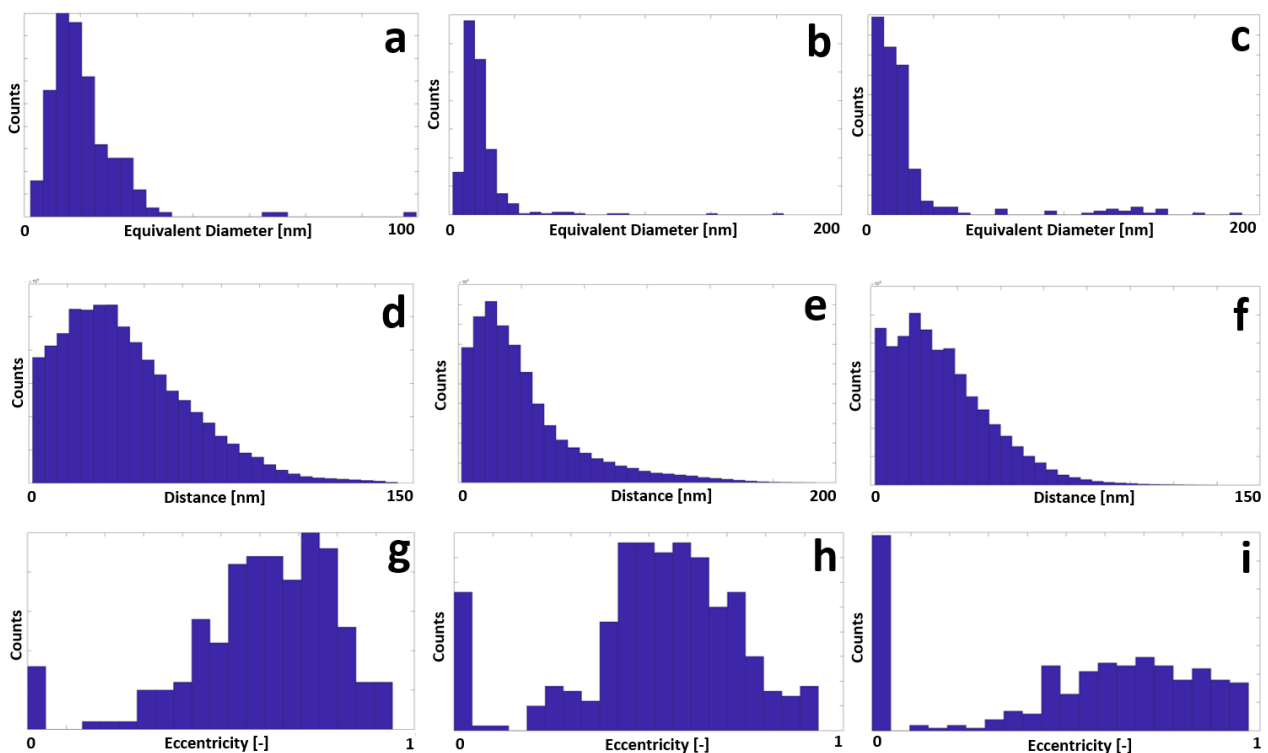 a
Counts
0 Equivalent Diameter [nm] 100
b
Counts
0 Equivalent Diameter [nm] 200
c
Counts
0 Equivalent Diameter [nm] 200
d
Counts
0 Distance [nm] 150
e
Counts
0 Distance [nm] 200
f
Counts
0 Distance [nm] 150
g
Counts
0 Eccentricity [-] 1
h
Counts
0 Eccentricity [-] 1
i
Counts
0 Eccentricity [-] 1